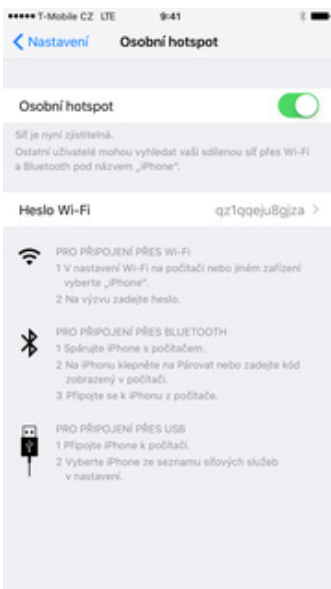 T-Mobile CZ LTE 9:41
Nastavení Osobní hotspot
Osobní hotspot
Síť je nyní zjistitelná.
Ostatní uživatelé mohou vyhledat vaši sdílenou síť přes Wi-Fi
a Bluetooth pod názvem „iPhone“.
Heslo Wi-Fi qz1qqeju8gjza
PRO PŘIPOJENÍ PŘES Wi-Fi
1 V nastavení Wi-Fi na počítači nebo jiném zařízení
vyberte „iPhone“.
2 Na výzvu zadejte heslo.
PRO PŘIPOJENÍ PŘES BLUETOOTH
1 Spárujte iPhone s počítačem.
2 Na iPhonu klepněte na Párovat nebo zadejte kód
zobrazený v počítači.
3 Připojte se k iPhonu z počítače.
PRO PŘIPOJENÍ PŘES USB
1 Připojte iPhone k počítači.
2 Vyberte iPhone ze seznamu síťových služeb
v nastavení.